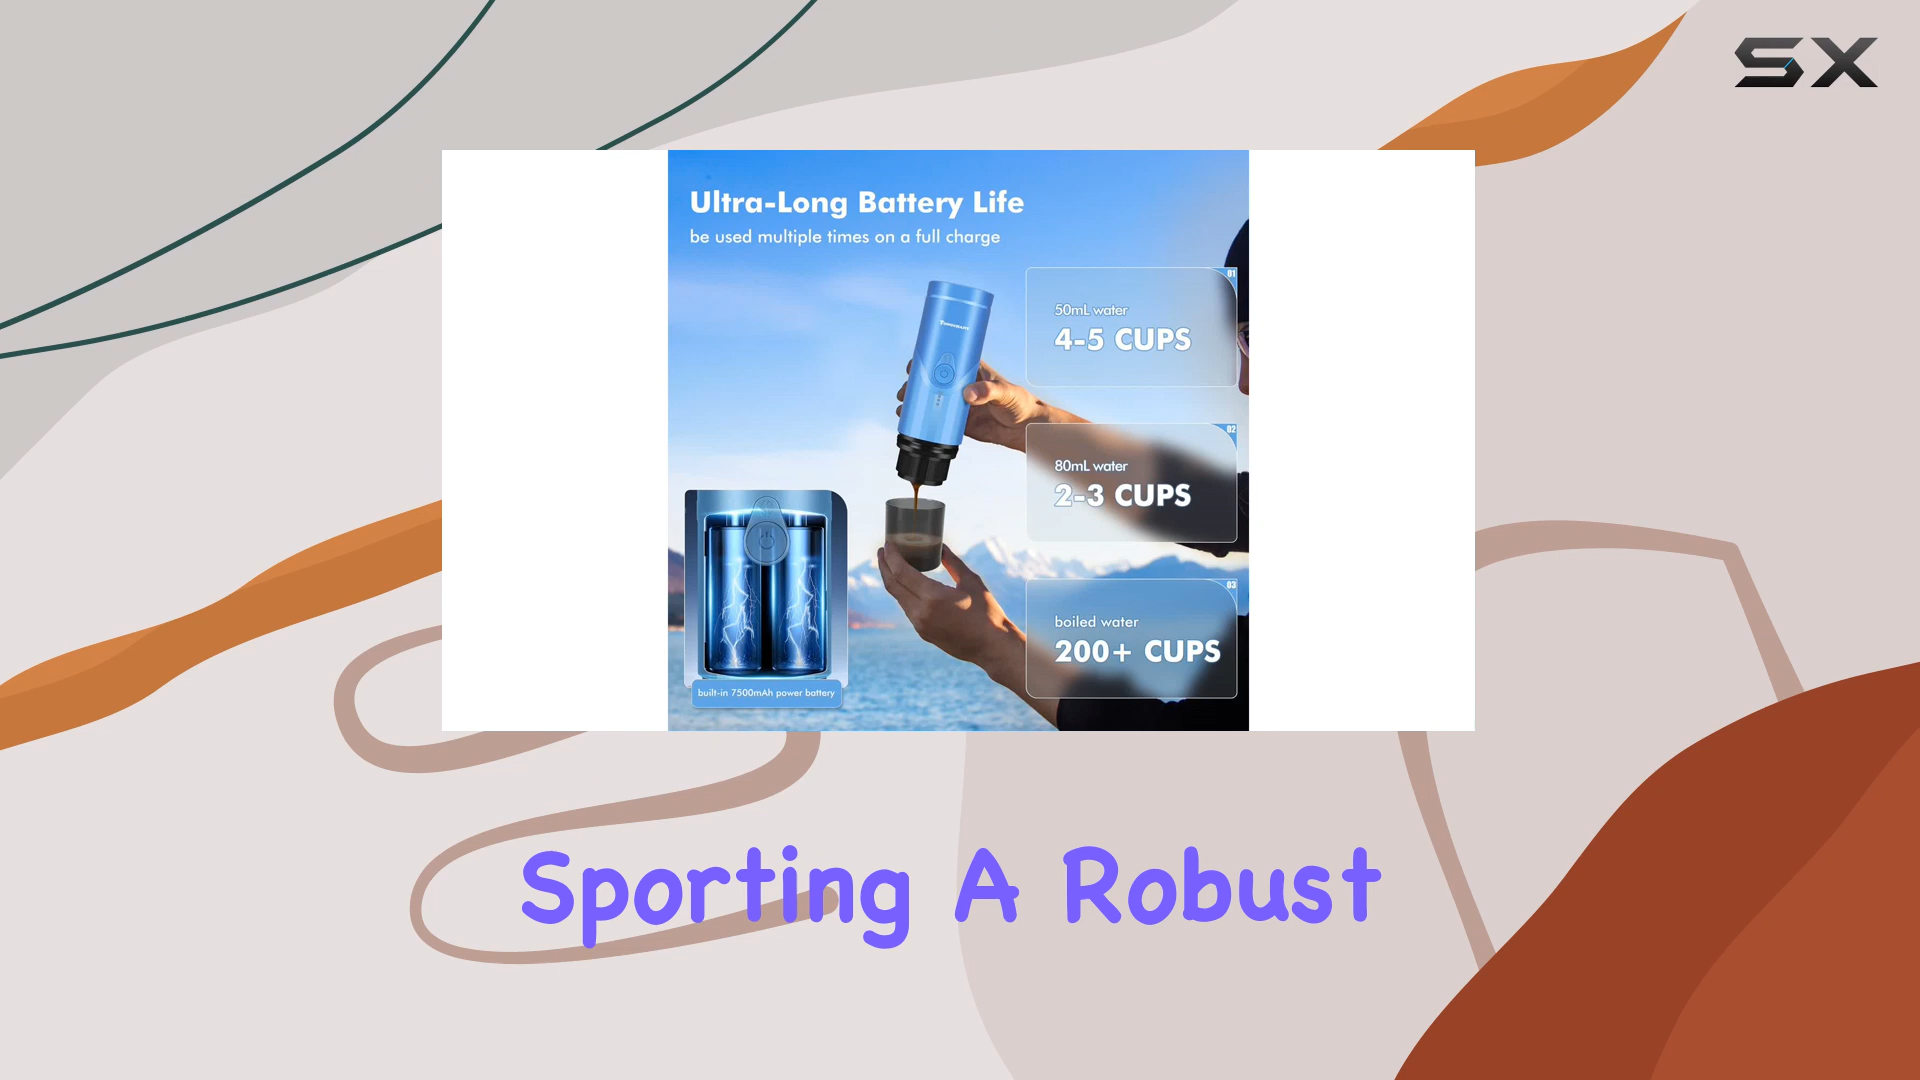 SX
Ultra-Long Battery Life
be used multiple times on a full charge
01
50mL water
4-5 CUPS
02
80mL water
2-3 CUPS
03
boiled water
200+ CUPS
built-in 7500mAh power battery
Sporting A Robust